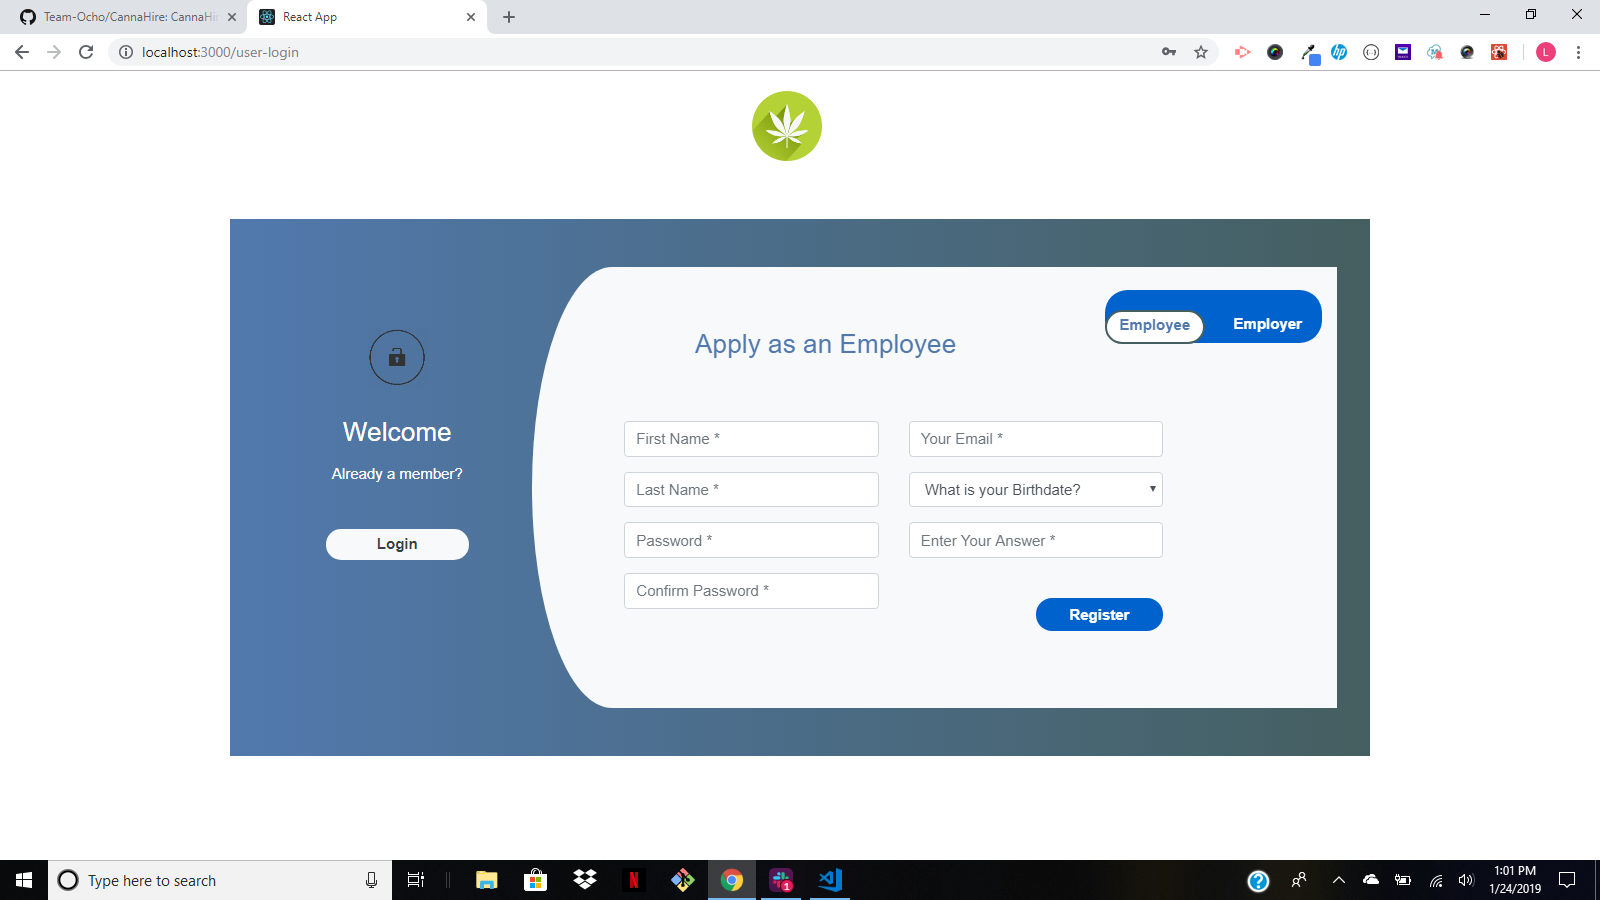 Team-Ocho/CannaHire: CannaHir
React App
localhost:3000/user-login
L
Employee
Employer
Apply as an Employee
Welcome
Already a member?
Login
First Name *
Your Email *
Last Name *
What is your Birthdate?
Password *
Enter Your Answer *
Confirm Password *
Register
Type here to search
1
1:01 PM
1/24/2019